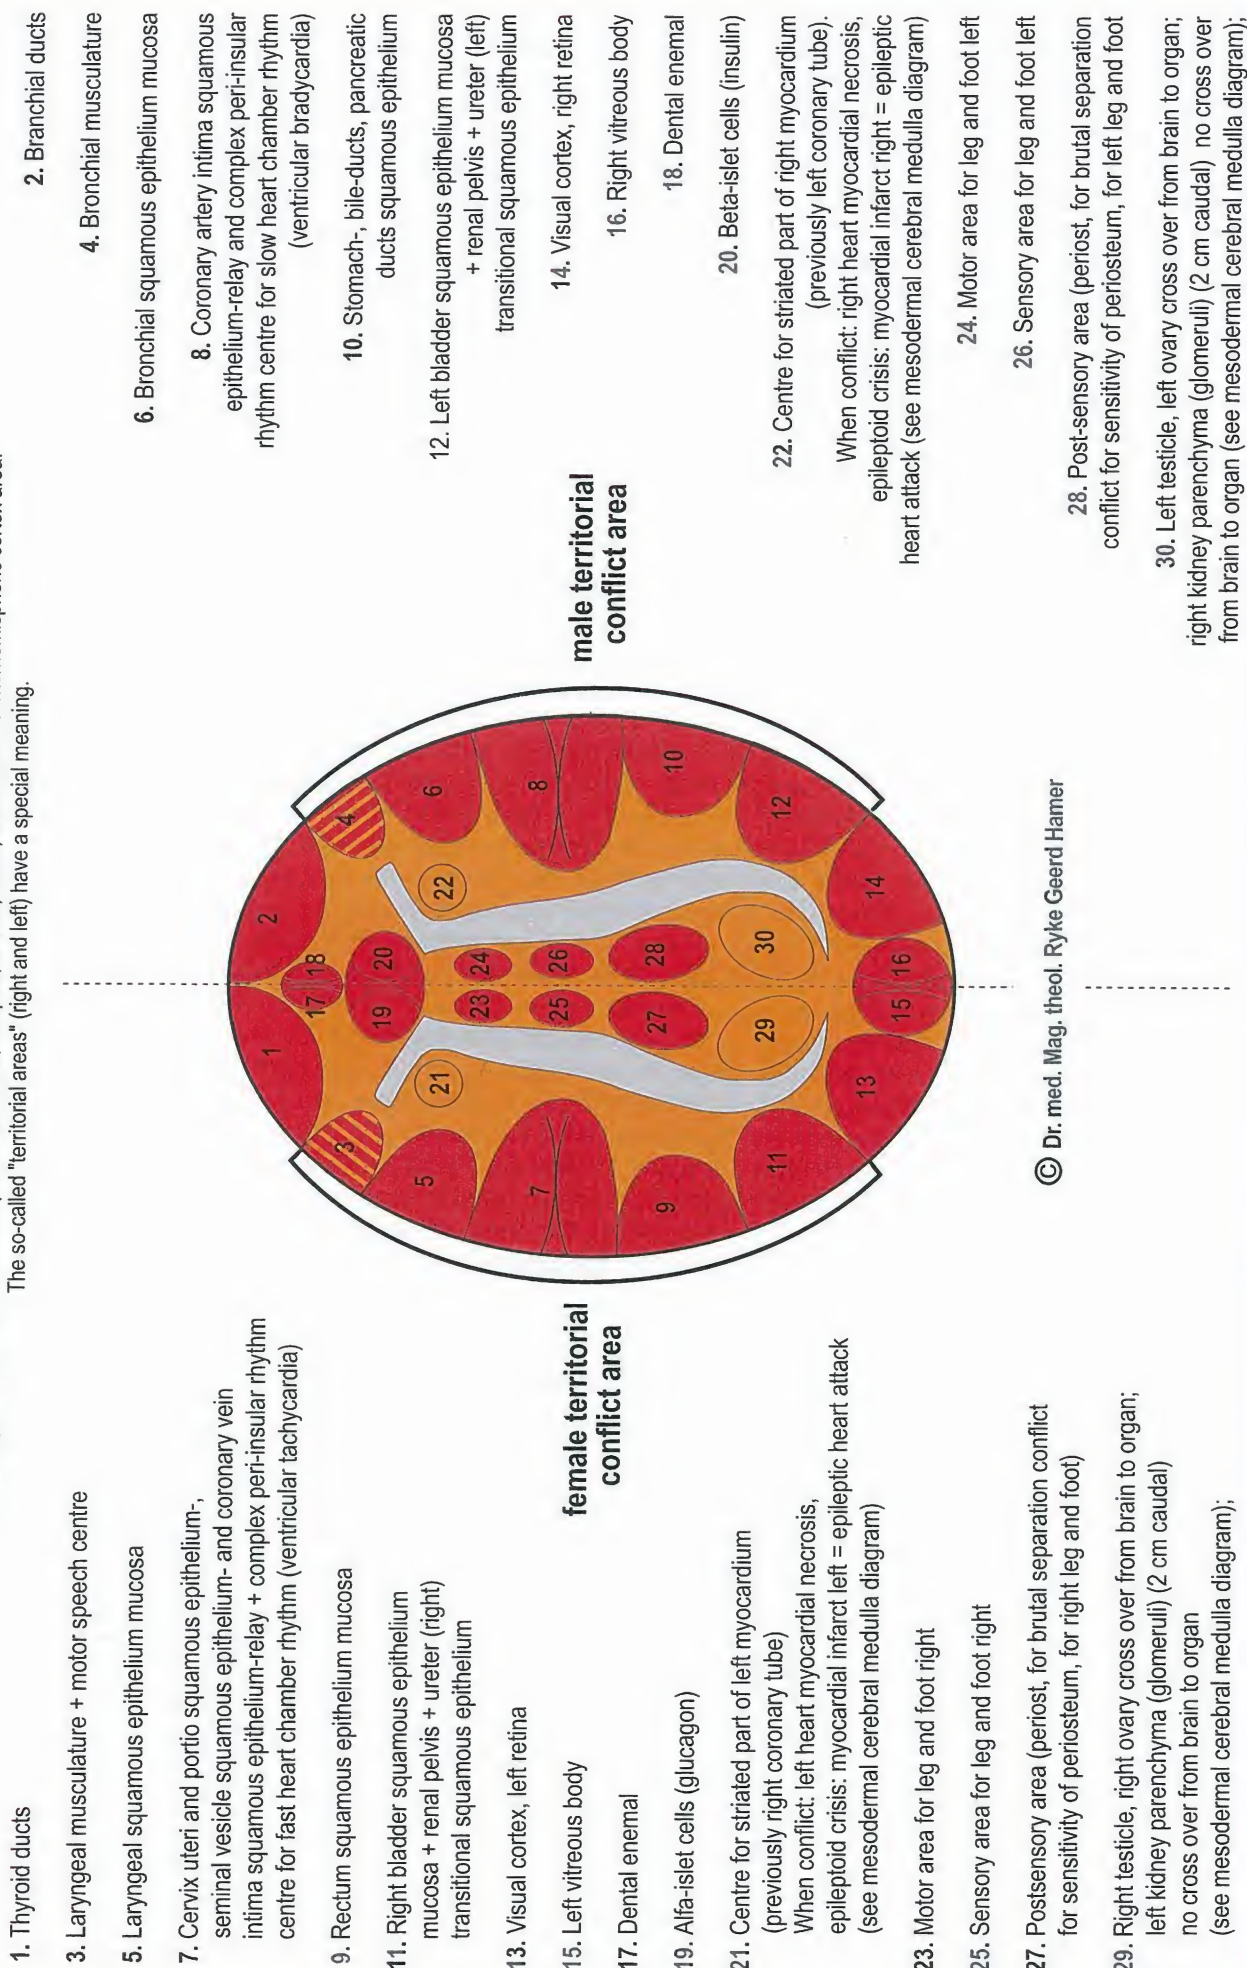 The so-called "territorial areas" (right and left) have a special meaning.
1. Thyroid ducts
3. Laryngeal musculature + motor speech centre
5. Laryngeal squamous epithelium mucosa
7. Cervix uteri and portio squamous epithelium-,
seminal vesicle squamous epithelium- and coronary vein
intima squamous epithelium-relay + complex peri-insular rhythm
centre for fast heart chamber rhythm (ventricular tachycardia)
9. Rectum squamous epithelium mucosa
11. Right bladder squamous epithelium
mucosa + renal pelvis + ureter (right)
transitional squamous epithelium
13. Visual cortex, left retina
15. Left vitreous body
17. Dental enemal
19. Alfa-islet cells (glucagon)
21. Centre for striated part of left myocardium
(previously right coronary tube)
When conflict: left heart myocardial necrosis,
epileptoid crisis: myocardial infarct left = epileptic heart attack
(see mesodermal cerebral medulla diagram)
23. Motor area for leg and foot right
25. Sensory area for leg and foot right
27. Postsensory area (periost, for brutal separation conflict
for sensitivity of periosteum, for right leg and foot)
29. Right testicle, right ovary cross over from brain to organ;
left kidney parenchyma (glomeruli) (2 cm caudal)
no cross over from brain to organ
(see mesodermal cerebral medulla diagram);
female territorial
conflict area
1
2
3
4
17
18
5
6
19
20
21
22
7
8
23
24
25
26
9
10
27
28
11
12
29
30
13
14
15
16
male territorial
conflict area
© Dr. med. Mag. theol. Ryke Geerd Hamer
2. Branchial ducts
4. Bronchial musculature
6. Bronchial squamous epithelium mucosa
8. Coronary artery intima squamous
epithelium-relay and complex peri-insular
rhythm centre for slow heart chamber rhythm
(ventricular bradycardia)
10. Stomach-, bile-ducts, pancreatic
ducts squamous epithelium
12. Left bladder squamous epithelium mucosa
+ renal pelvis + ureter (left)
transitional squamous epithelium
14. Visual cortex, right retina
16. Right vitreous body
18. Dental enemal
20. Beta-islet cells (insulin)
22. Centre for striated part of right myocardium
(previously left coronary tube).
When conflict: right heart myocardial necrosis,
epileptoid crisis: myocardial infarct right = epileptic
heart attack (see mesodermal cerebral medulla diagram)
24. Motor area for leg and foot left
26. Sensory area for leg and foot left
28. Post-sensory area (periost, for brutal separation
conflict for sensitivity of periosteum, for left leg and foot
30. Left testicle, left ovary cross over from brain to organ;
right kidney parenchyma (glomeruli) (2 cm caudal) no cross over
from brain to organ (see mesodermal cerebral medulla diagram);